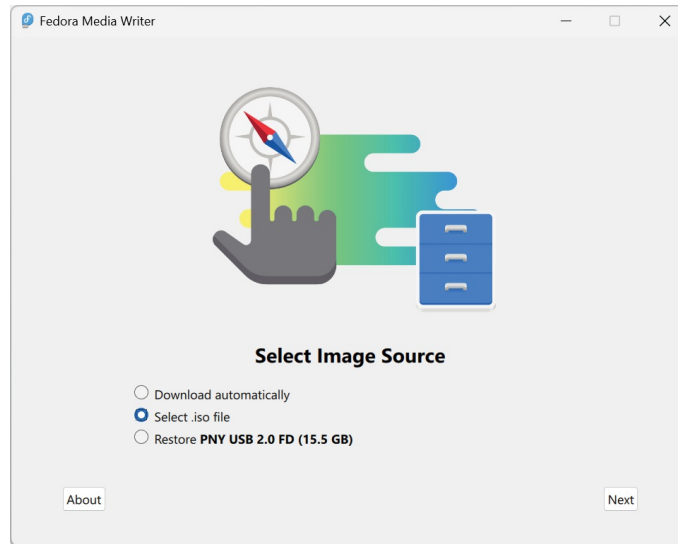 Fedora Media Writer
Select Image Source
Download automatically
Select .iso file
Restore PNY USB 2.0 FD (15.5 GB)
About
Next